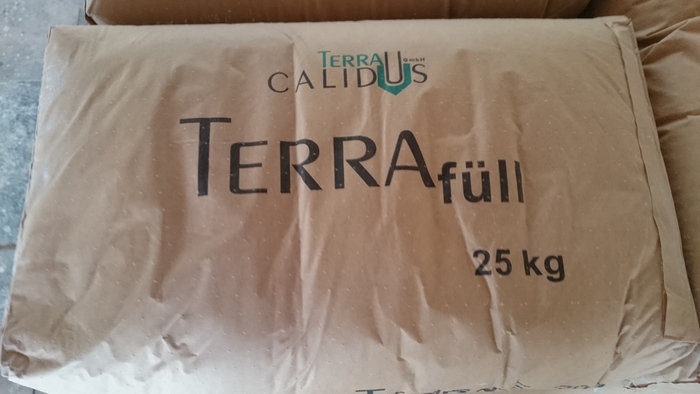 TERRA GmbH
CALIDUS
TERRAfüll
25 kg